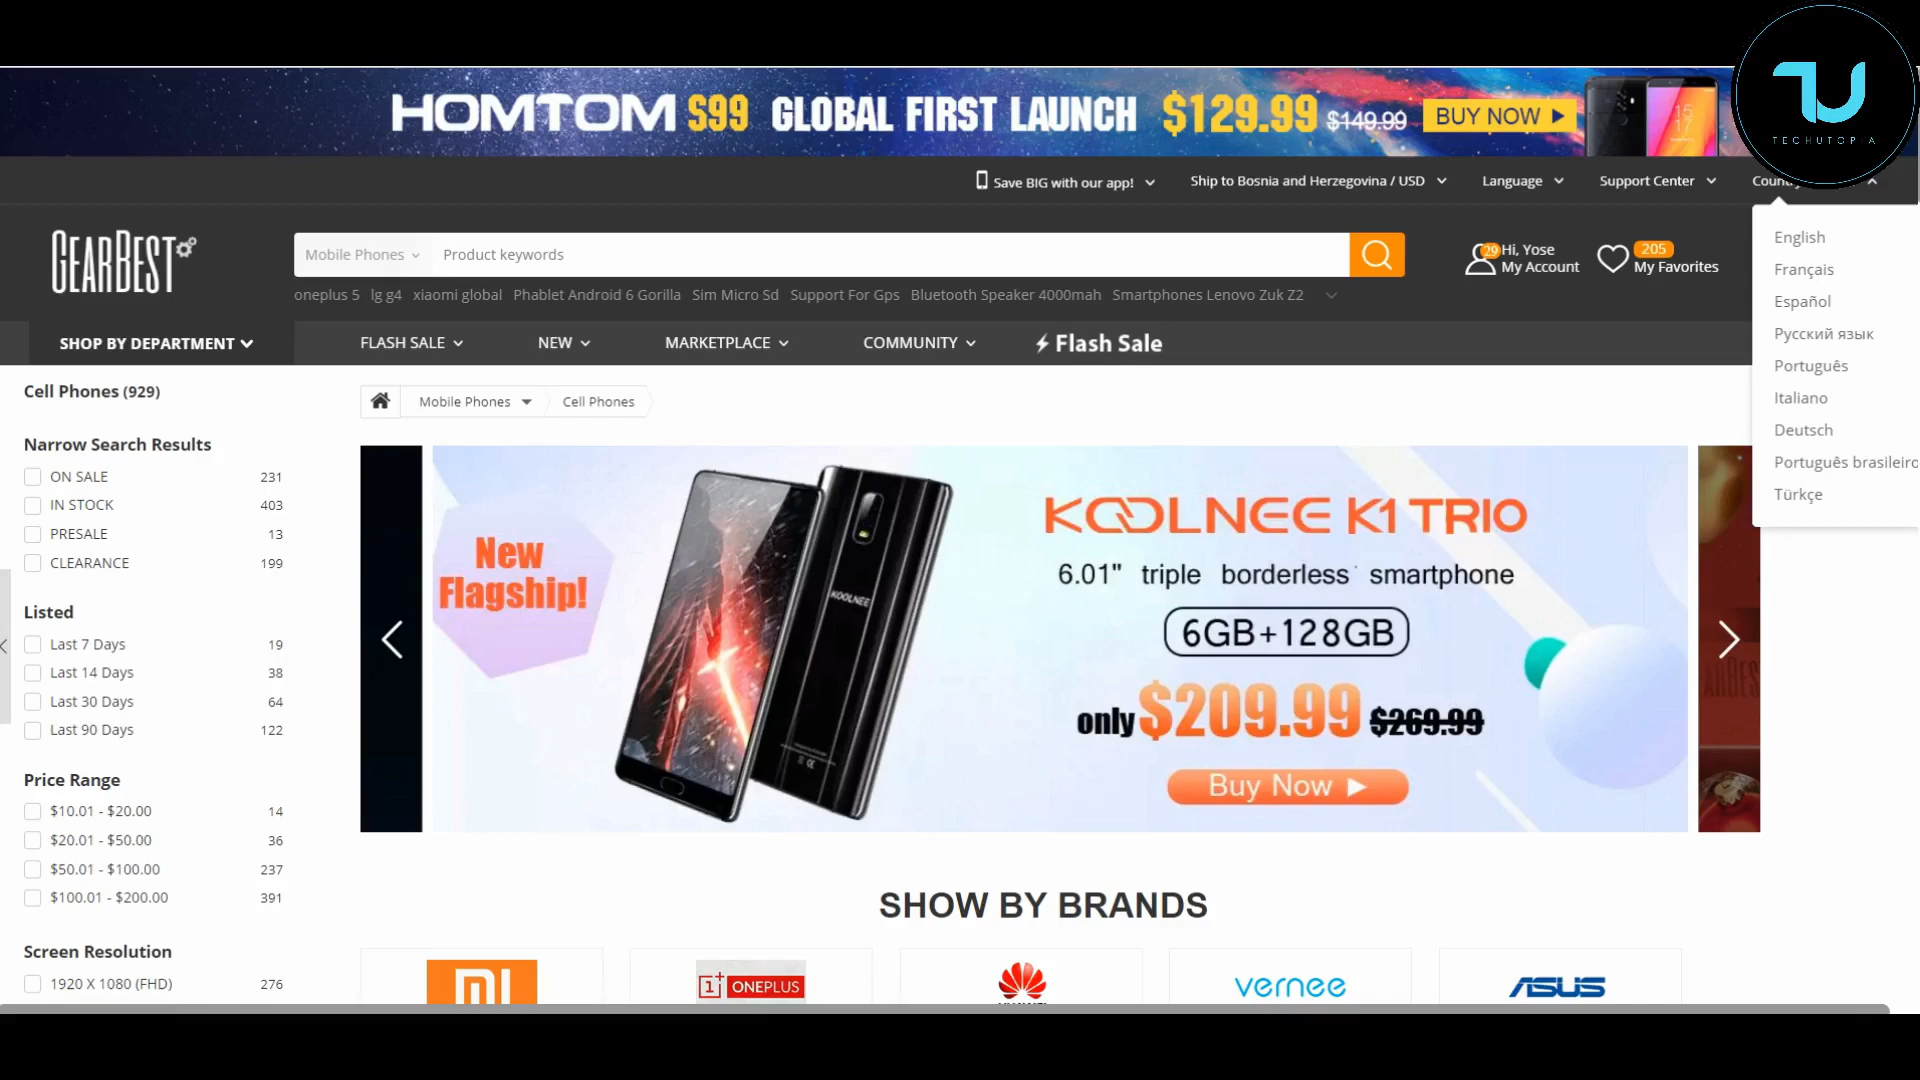 HOMTOM S99 GLOBAL FIRST LAUNCH $129.99 $149.99 BUY NOW
TECHUTOPIA
Save BIG with our app! Ship to Bosnia and Herzegovina / USD Language Support Center
GEARBEST
Mobile Phones Product keywords
29 Hi, Yose
My Account
205
My Favorites
oneplus 5 lg g4 xiaomi global Phablet Android 6 Gorilla Sim Micro Sd Support For Gps Bluetooth Speaker 4000mah Smartphones Lenovo Zuk Z2
English
Français
Español
Русский язык
Português
Italiano
Deutsch
Português brasileiro
Türkçe
SHOP BY DEPARTMENT FLASH SALE NEW MARKETPLACE COMMUNITY Flash Sale
Cell Phones (929)
Mobile Phones Cell Phones
Narrow Search Results
ON SALE 231
IN STOCK 403
PRESALE 13
CLEARANCE 199
Listed
Last 7 Days 19
Last 14 Days 38
Last 30 Days 64
Last 90 Days 122
Price Range
$10.01 - $20.00 14
$20.01 - $50.00 36
$50.01 - $100.00 237
$100.01 - $200.00 391
Screen Resolution
1920 X 1080 (FHD) 276
New
Flagship!
KOOLNEE
KOOLNEE K1 TRIO
6.01" triple borderless smartphone
6GB+128GB
only $209.99 $269.99
Buy Now
SHOW BY BRANDS
MI
ONEPLUS
vernee
ASUS